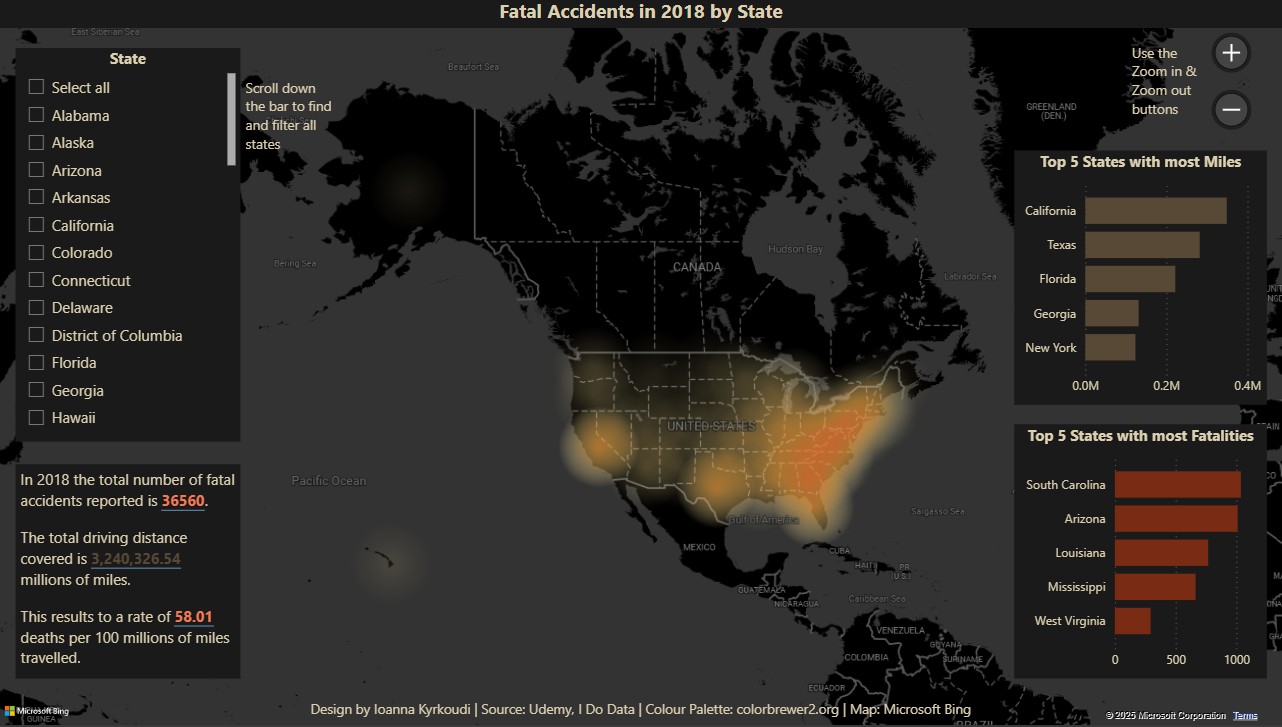 Fatal Accidents in 2018 by State
State
Select all
Alabama
Alaska
Arizona
Arkansas
California
Colorado
Connecticut
Delaware
District of Columbia
Florida
Georgia
Hawaii
Scroll down
the bar to find
and filter all
states
In 2018 the total number of fatal
accidents reported is 36560.
The total driving distance
covered is 3,240,326.54
millions of miles.
This results to a rate of 58.01
deaths per 100 millions of miles
travelled.
East Siberian Sea
Beaufort Sea
Bering Sea
CANADA
Hudson Bay
Labrador Sea
GREENLAND
(DEN.)
UNITED STATES
Pacific Ocean
Gulf of America
Sargasso Sea
MEXICO
CUBA
HAITI
PR
(U.S.)
GUATEMALA
NICARAGUA
Caribbean Sea
VENEZUELA
GUYANA
SURINAME
COLOMBIA
ECUADOR
BRAZIL
GUINEA
Use the
Zoom in &
Zoom out
buttons
+
−
Top 5 States with most Miles
California
Texas
Florida
Georgia
New York
0.0M 0.2M 0.4M
Top 5 States with most Fatalities
South Carolina
Arizona
Louisiana
Mississippi
West Virginia
0 500 1000
Microsoft Bing
Design by Ioanna Kyrkoudi | Source: Udemy, I Do Data | Colour Palette: colorbrewer2.org | Map: Microsoft Bing
© 2025 Microsoft Corporation Terms